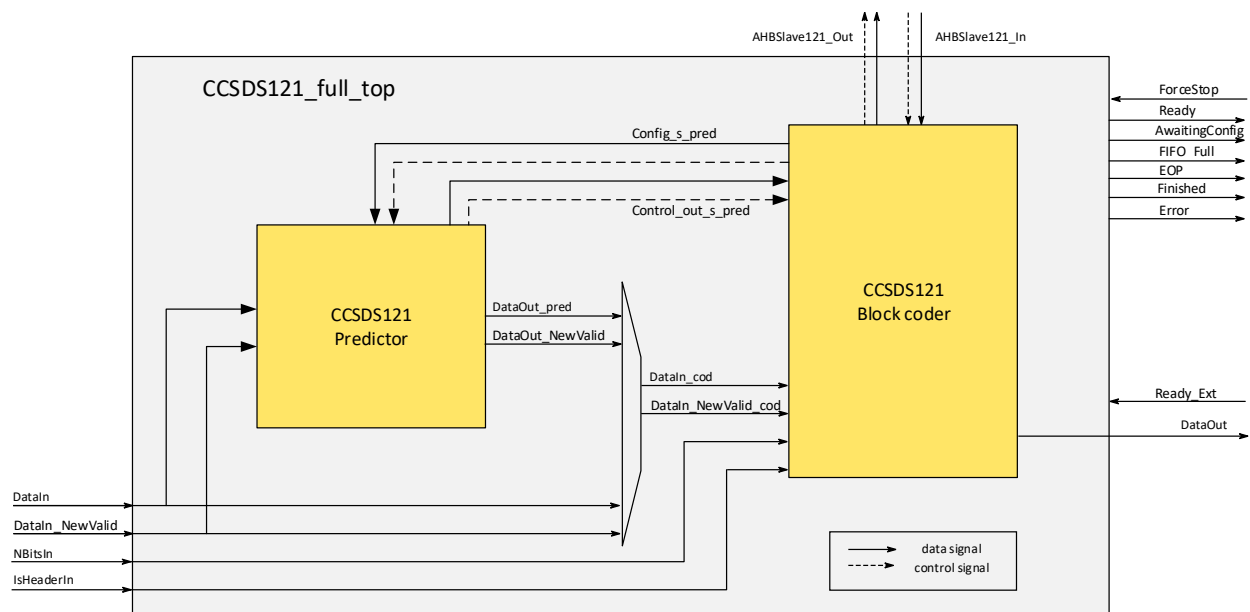 AHBSlave121_Out
AHBSlave121_In
CCSDS121_full_top
ForceStop
Ready
AwaitingConfig
FIFO_Full
EOP
Finished
Error
Config_s_pred
Control_out_s_pred
CCSDS121
Predictor
CCSDS121
Block coder
DataOut_pred
DataOut_NewValid
DataIn_cod
DataIn_NewValid_cod
Ready_Ext
DataOut
DataIn
DataIn_NewValid
NBitsIn
IsHeaderIn
data signal
control signal